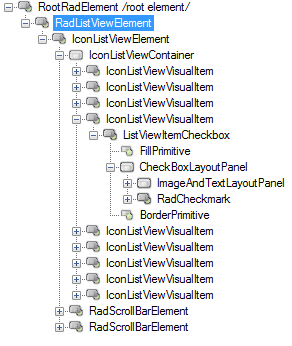 RootRadElement /root element/
RadListViewElement
IconListViewElement
IconListViewContainer
IconListViewVisualItem
IconListViewVisualItem
IconListViewVisualItem
IconListViewVisualItem
ListViewItemCheckbox
FillPrimitive
CheckBoxLayoutPanel
ImageAndTextLayoutPanel
RadCheckmark
BorderPrimitive
IconListViewVisualItem
IconListViewVisualItem
IconListViewVisualItem
IconListViewVisualItem
IconListViewVisualItem
RadScrollBarElement
RadScrollBarElement